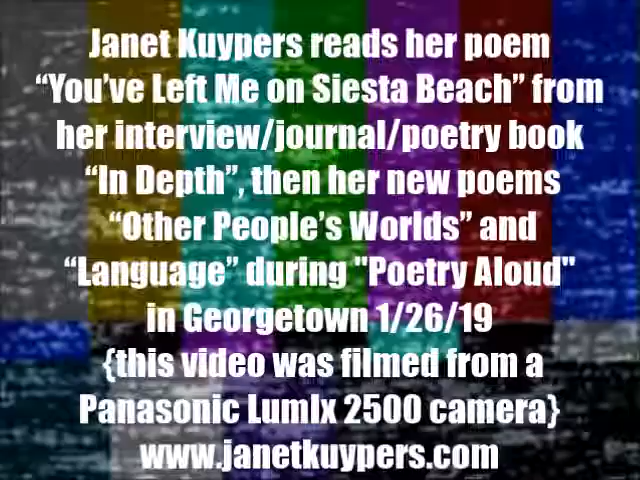 Janet Kuypers reads her poem
“You’ve Left Me on Siesta Beach” from
her interview/journal/poetry book
“In Depth”, then her new poems
“Other People’s Worlds” and
“Language” during "Poetry Aloud"
in Georgetown 1/26/19
{this video was filmed from a
Panasonic Lumix 2500 camera}
www.janetkuypers.com